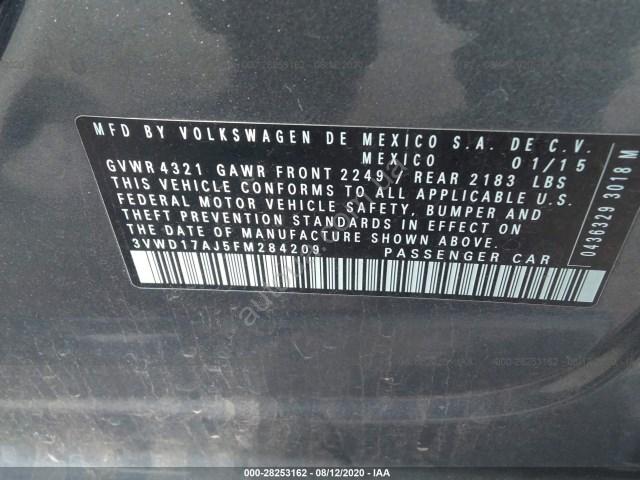 MFD BY VOLKSWAGEN DE MEXICO S.A. DE C.V.
MEXICO 01/15
GVWR 4321 GAWR FRONT 2249 / REAR 2183 LBS
THIS VEHICLE CONFORMS TO ALL APPLICABLE U.S.
FEDERAL MOTOR VEHICLE SAFETY, BUMPER AND
THEFT PREVENTION STANDARDS IN EFFECT ON
THE DATE OF MANUFACTURE SHOWN ABOVE.
3VWD17AJ5FM284209 PASSENGER CAR
0436329 3018 M
000-28253162 - 08/12/2020 - IAA